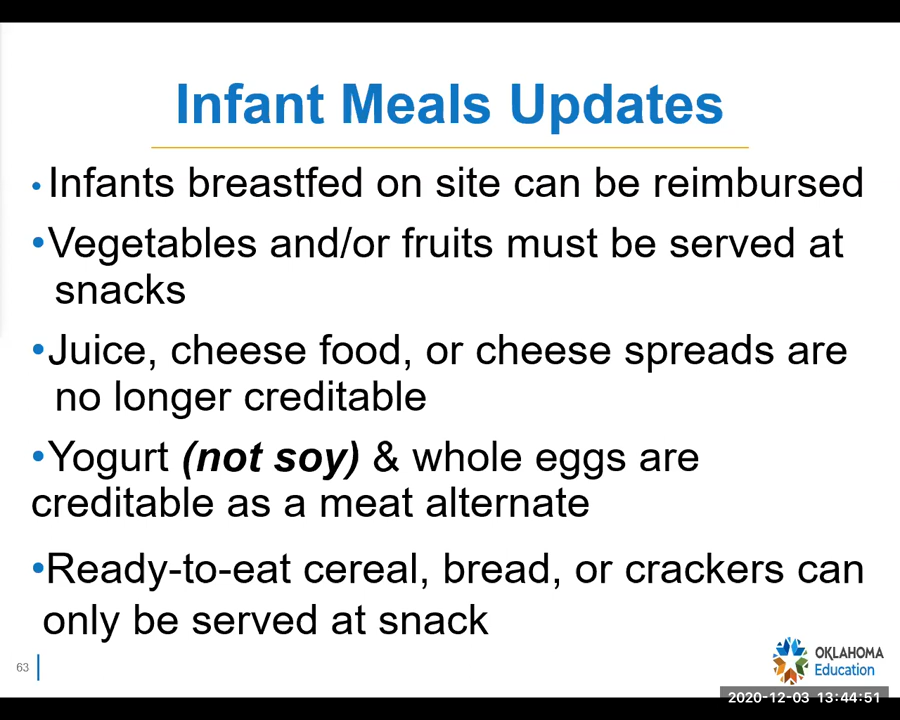 Infant Meals Updates
•Infants breastfed on site can be reimbursed
•Vegetables and/or fruits must be served at
snacks
•Juice, cheese food, or cheese spreads are
no longer creditable
•Yogurt (not soy) & whole eggs are
creditable as a meat alternate
•Ready-to-eat cereal, bread, or crackers can
only be served at snack
63
OKLAHOMA
Education
2020-12-03 13:44:51